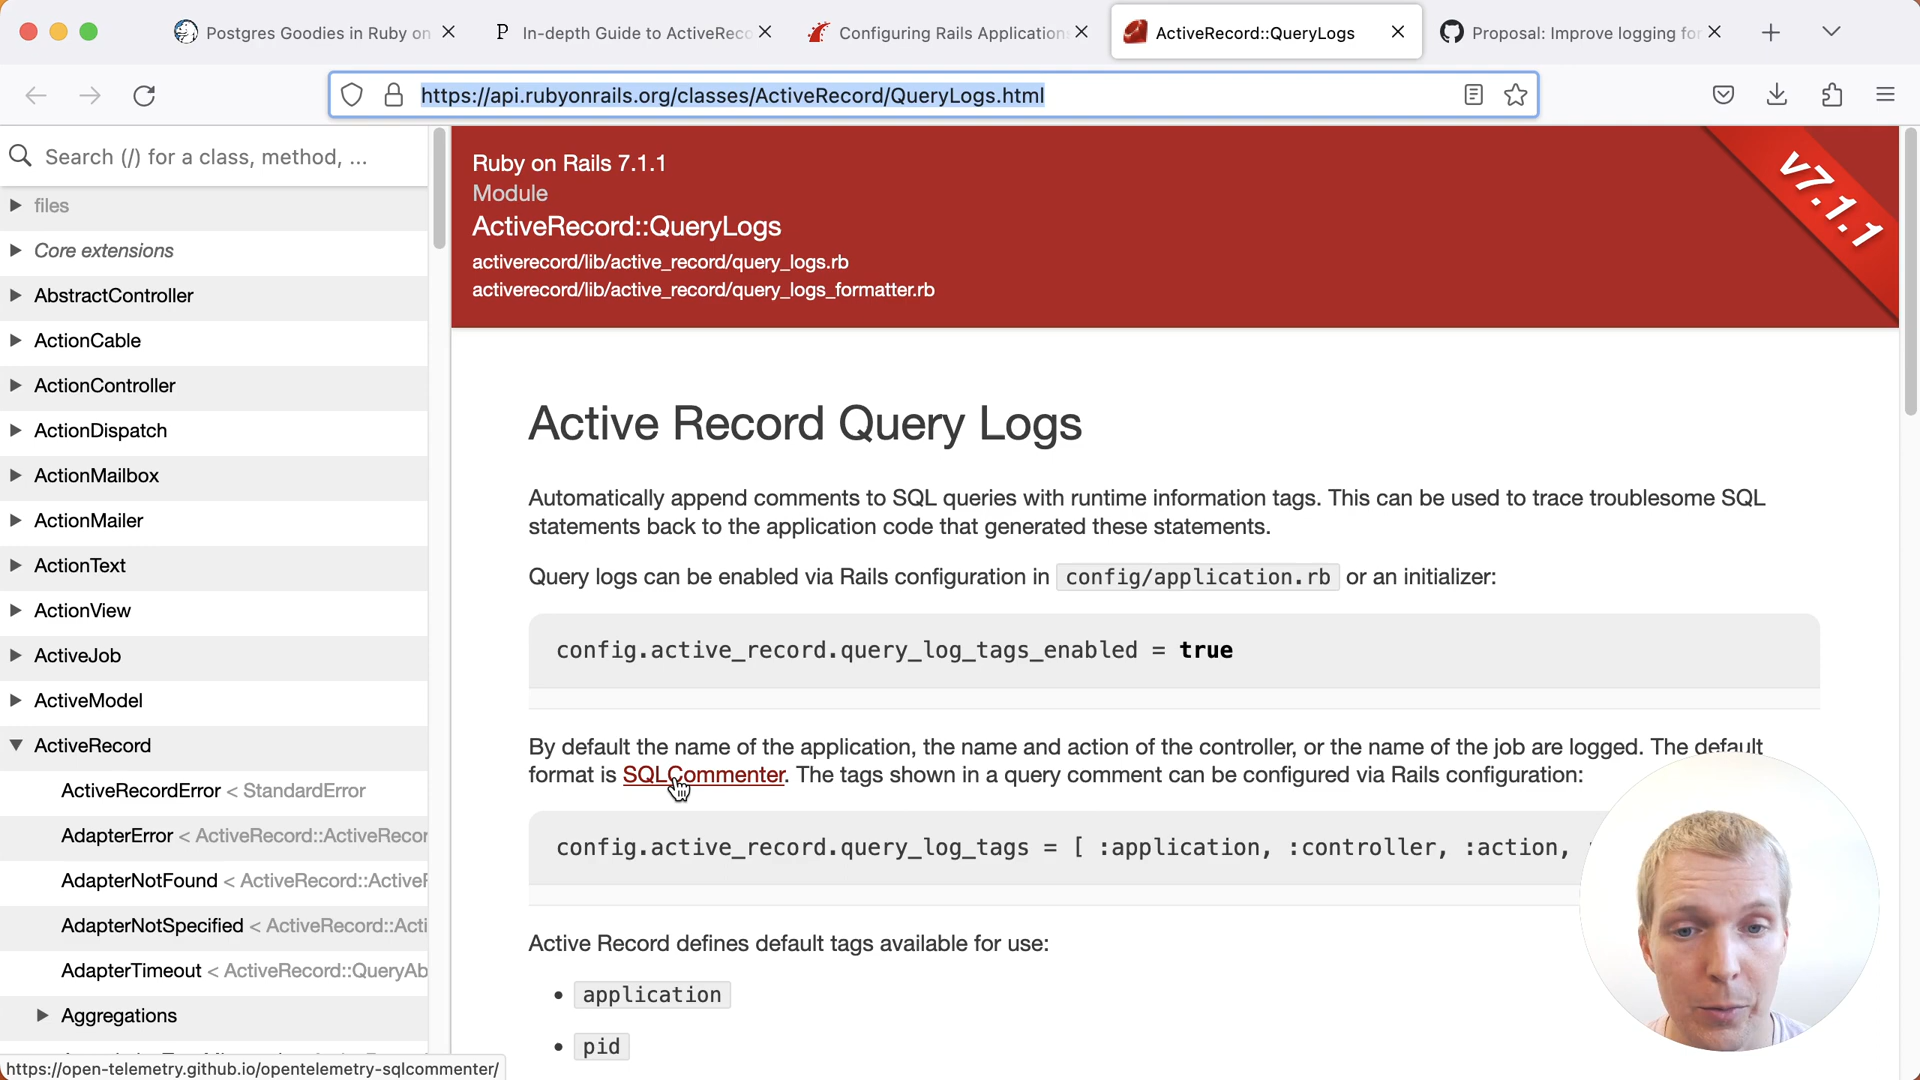 Postgres Goodies in Ruby on
In-depth Guide to ActiveReco
Configuring Rails Application
ActiveRecord::QueryLogs
Proposal: Improve logging for
https://api.rubyonrails.org/classes/ActiveRecord/QueryLogs.html
Search (/) for a class, method, ...
files
Core extensions
AbstractController
ActionCable
ActionController
ActionDispatch
ActionMailbox
ActionMailer
ActionText
ActionView
ActiveJob
ActiveModel
ActiveRecord
ActiveRecordError < StandardError
AdapterError < ActiveRecord::ActiveRecor
AdapterNotFound < ActiveRecord::ActiveR
AdapterNotSpecified < ActiveRecord::Acti
AdapterTimeout < ActiveRecord::QueryAb
Aggregations
https://open-telemetry.github.io/opentelemetry-sqlcommenter/
Ruby on Rails 7.1.1
Module
ActiveRecord::QueryLogs
activerecord/lib/active_record/query_logs.rb
activerecord/lib/active_record/query_logs_formatter.rb
v7.1.1
Active Record Query Logs
Automatically append comments to SQL queries with runtime information tags. This can be used to trace troublesome SQL
statements back to the application code that generated these statements.
Query logs can be enabled via Rails configuration in config/application.rb or an initializer:
config.active_record.query_log_tags_enabled = true
By default the name of the application, the name and action of the controller, or the name of the job are logged. The default
format is SQLCommenter. The tags shown in a query comment can be configured via Rails configuration:
config.active_record.query_log_tags = [ :application, :controller, :action,
Active Record defines default tags available for use:
• application
• pid